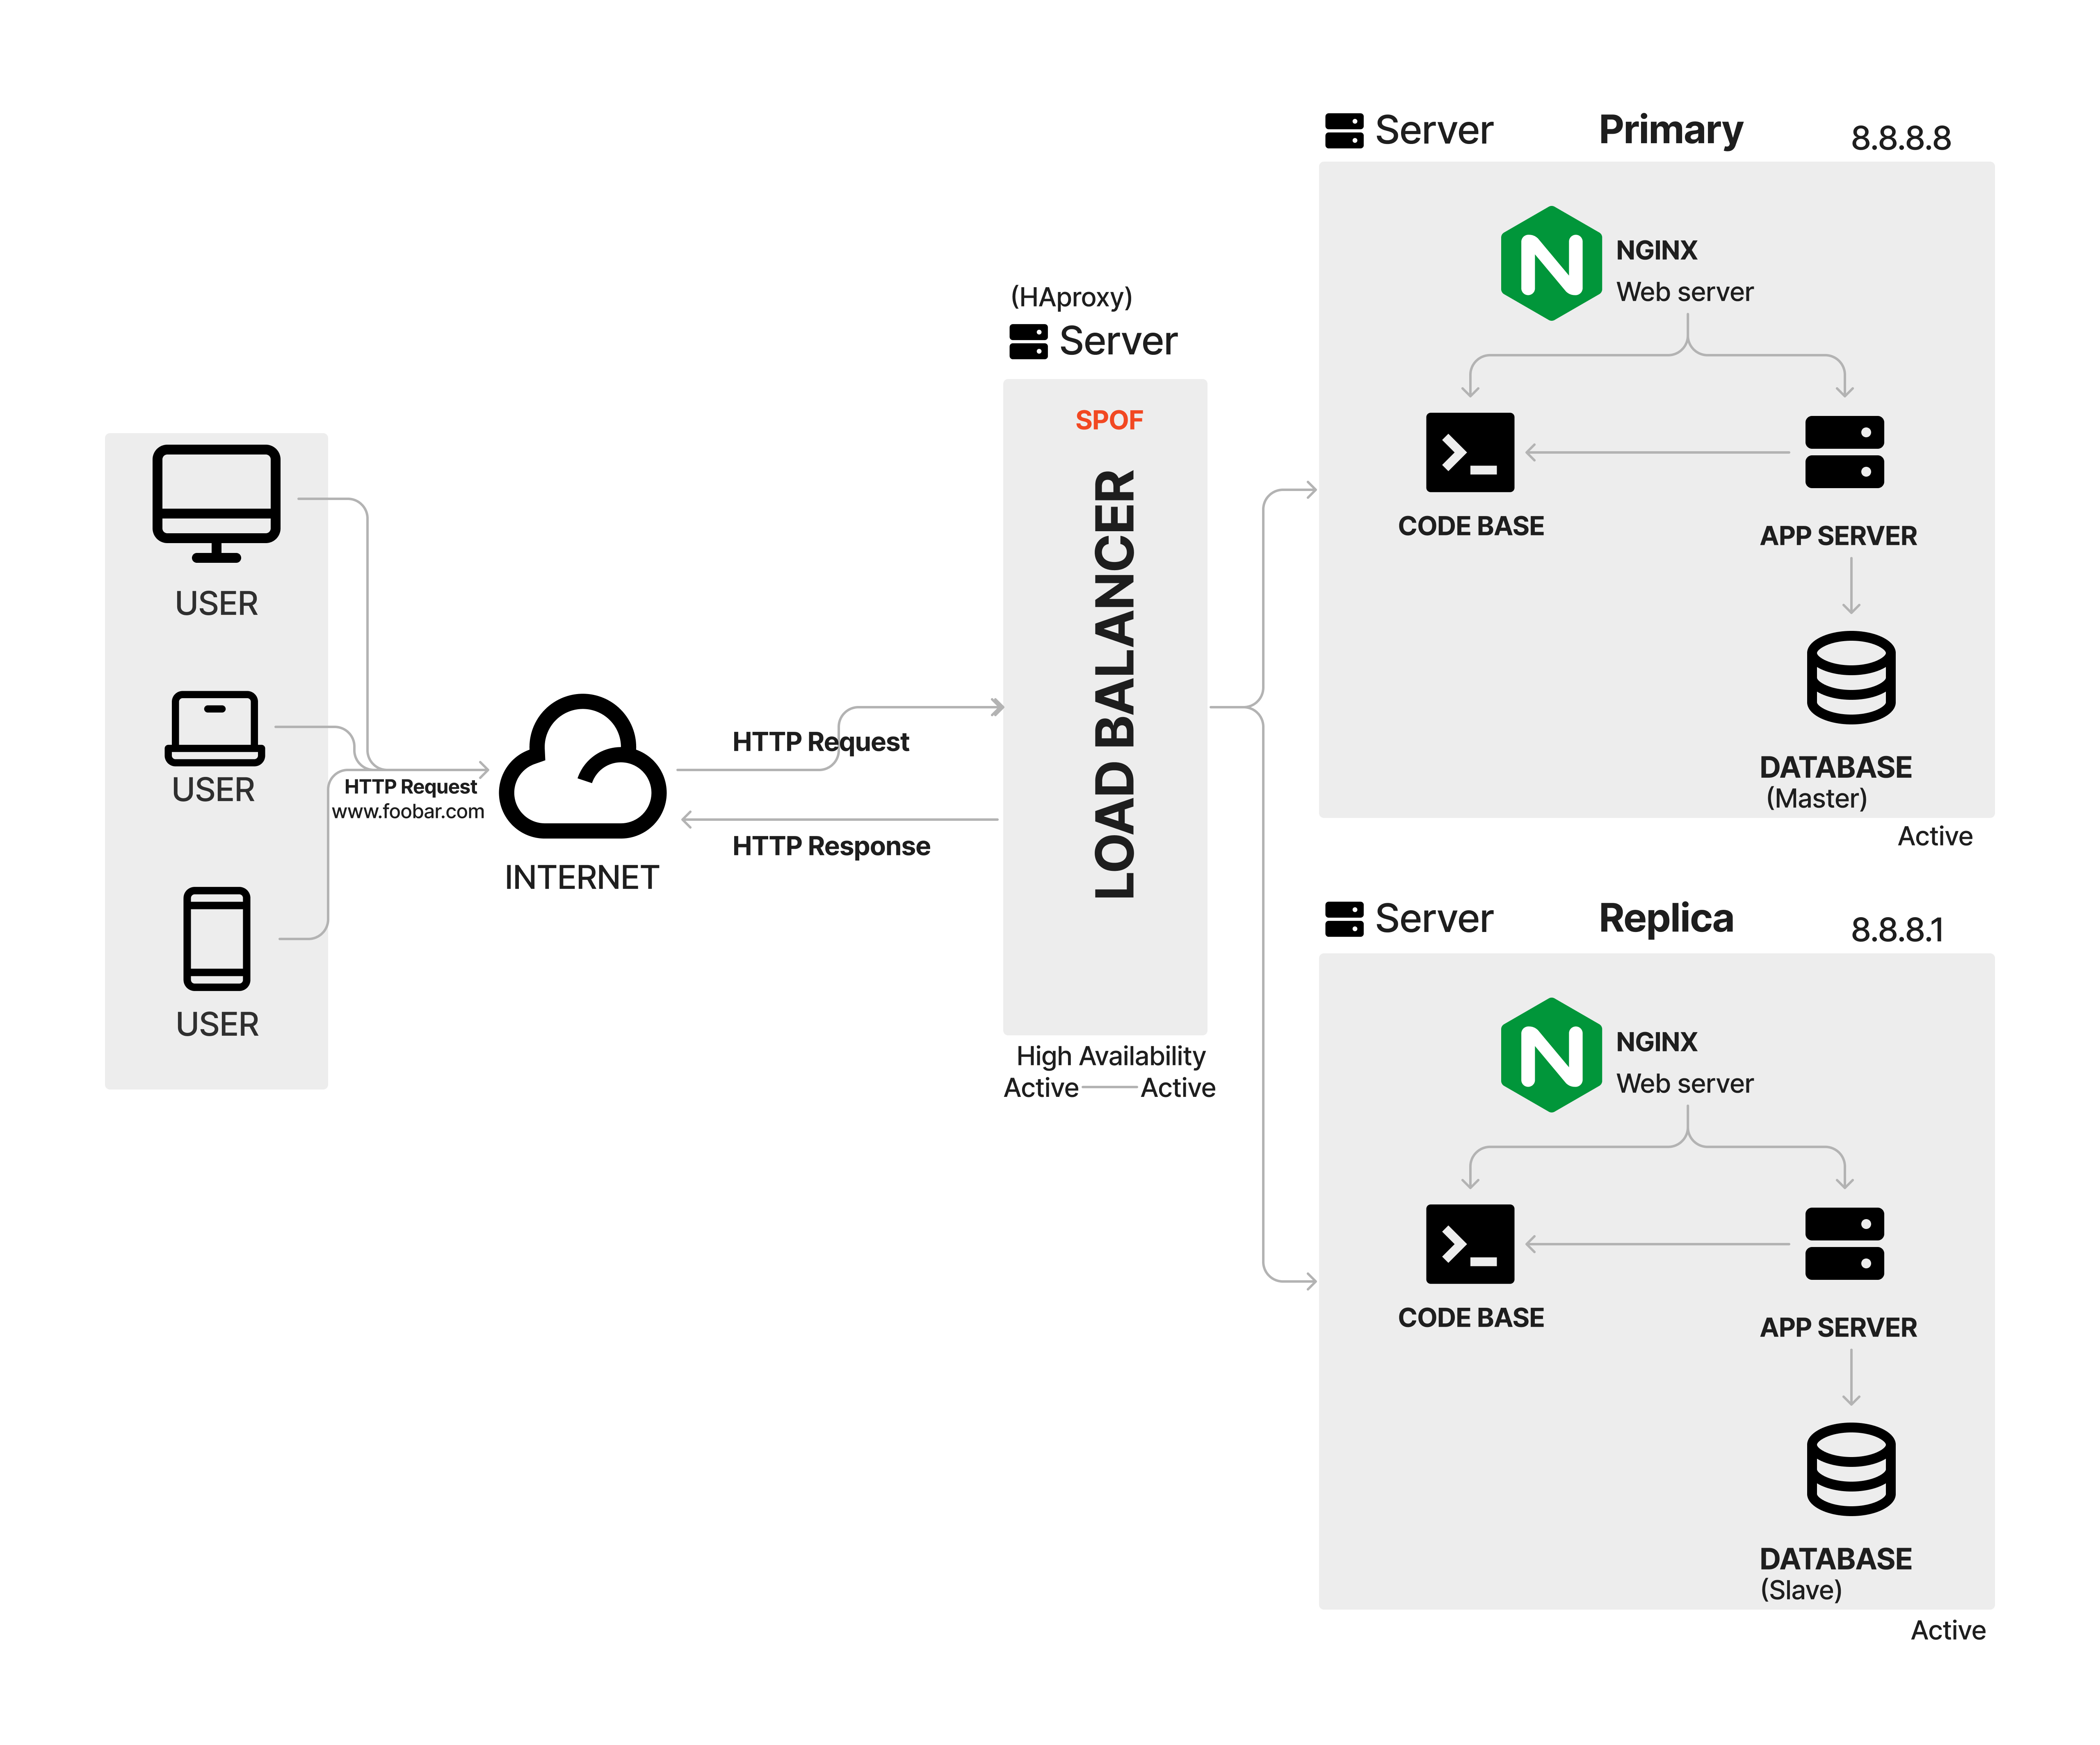 USER
USER
USER
HTTP Request
www.foobar.com
INTERNET
HTTP Request
HTTP Response
(HAproxy)
Server
SPOF
LOAD BALANCER
High Availability
Active Active
Server Primary 8.8.8.8
NGINX
Web server
CODE BASE
APP SERVER
DATABASE
(Master)
Active
Server Replica 8.8.8.1
NGINX
Web server
CODE BASE
APP SERVER
DATABASE
(Slave)
Active